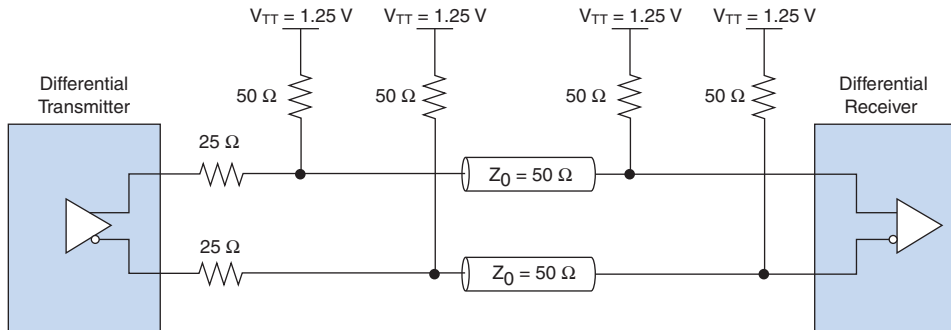 V_TT = 1.25 V V_TT = 1.25 V V_TT = 1.25 V V_TT = 1.25 V
Differential
Transmitter
Differential
Receiver
50 Ω 50 Ω 50 Ω 50 Ω
25 Ω
Z_0 = 50 Ω
25 Ω
Z_0 = 50 Ω